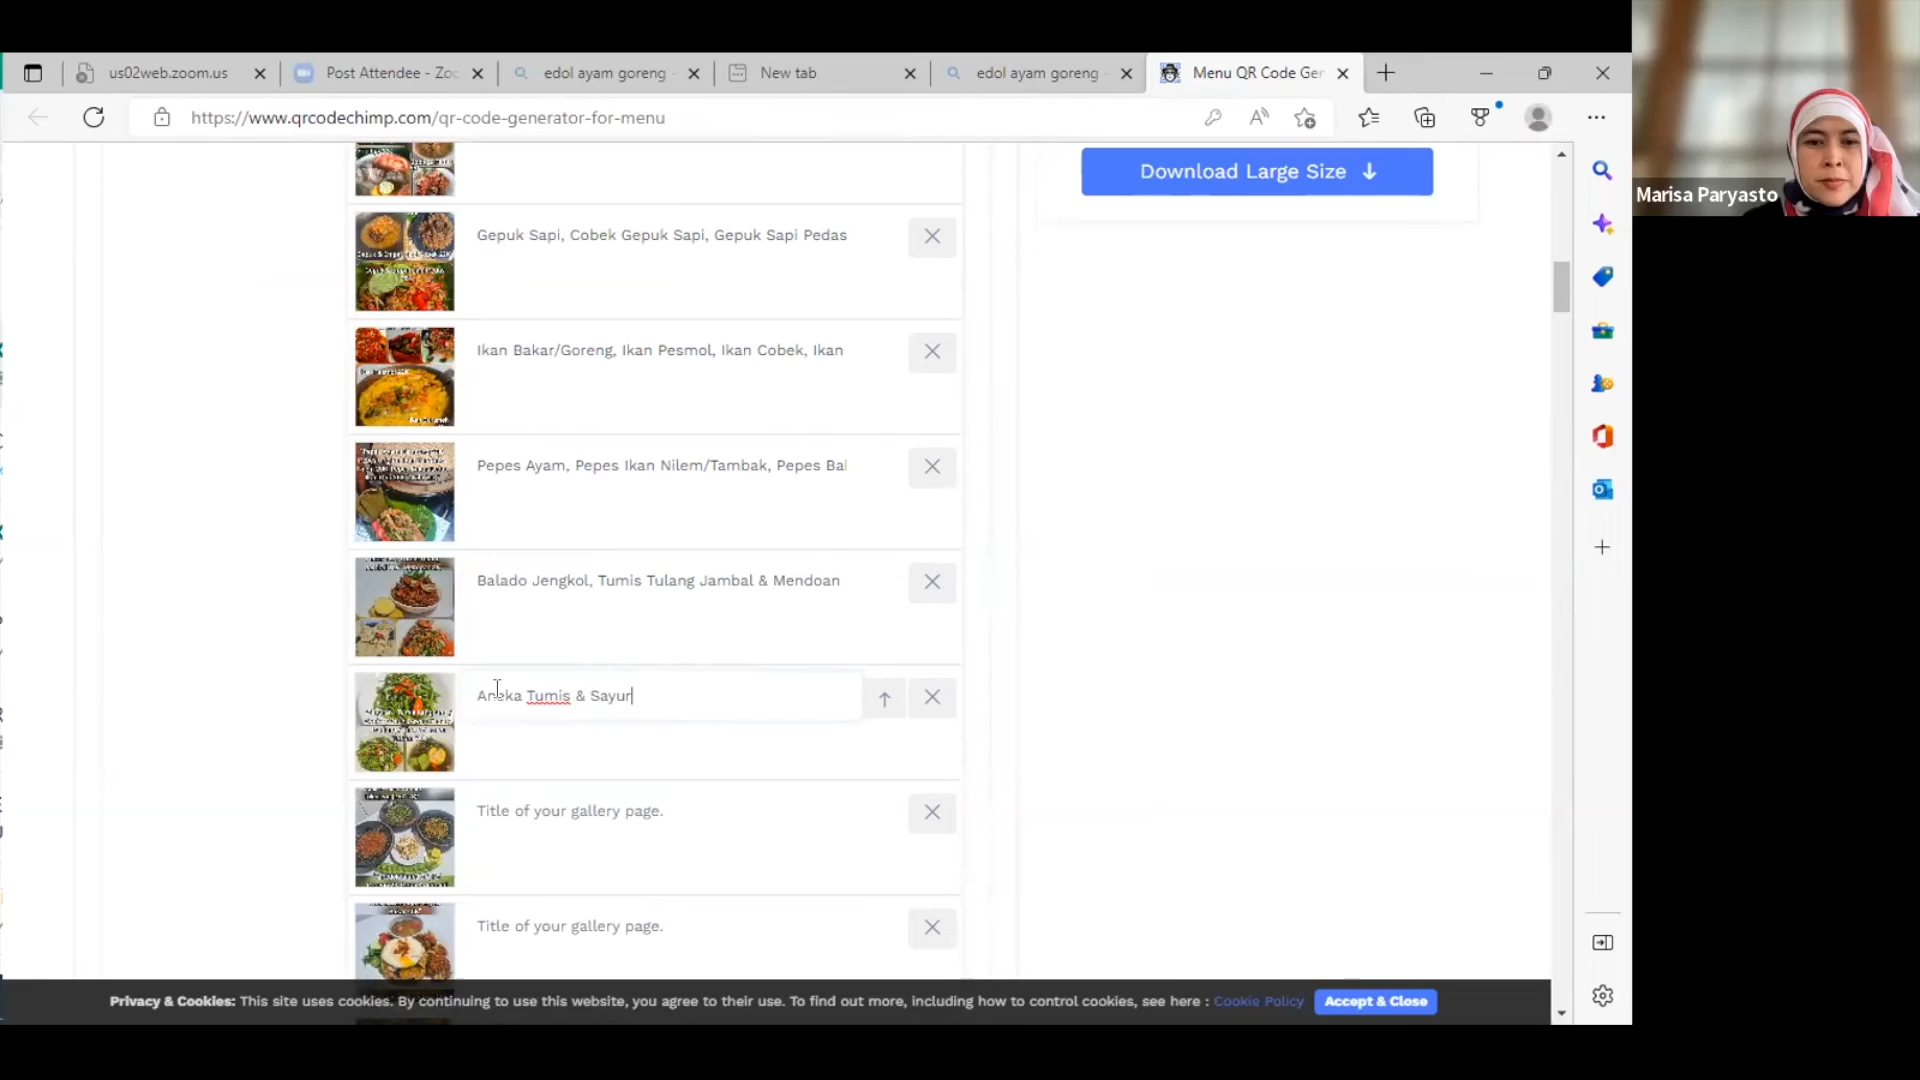 us02web.zoom.us
Post Attendee - Zoo
edol ayam goreng -
New tab
edol ayam goreng -
Menu QR Code Ger
https://www.qrcodechimp.com/qr-code-generator-for-menu
Marisa Paryasto
Download Large Size
Gepuk Sapi, Cobek Gepuk Sapi, Gepuk Sapi Pedas
Ikan Bakar/Goreng, Ikan Pesmol, Ikan Cobek, Ikan
Pepes Ayam, Pepes Ikan Nilem/Tambak, Pepes Bal
Balado Jengkol, Tumis Tulang Jambal & Mendoan
Aneka Tumis & Sayur
Title of your gallery page.
Title of your gallery page.
Privacy & Cookies: This site uses cookies. By continuing to use this website, you agree to their use. To find out more, including how to control cookies, see here : Cookie Policy
Accept & Close